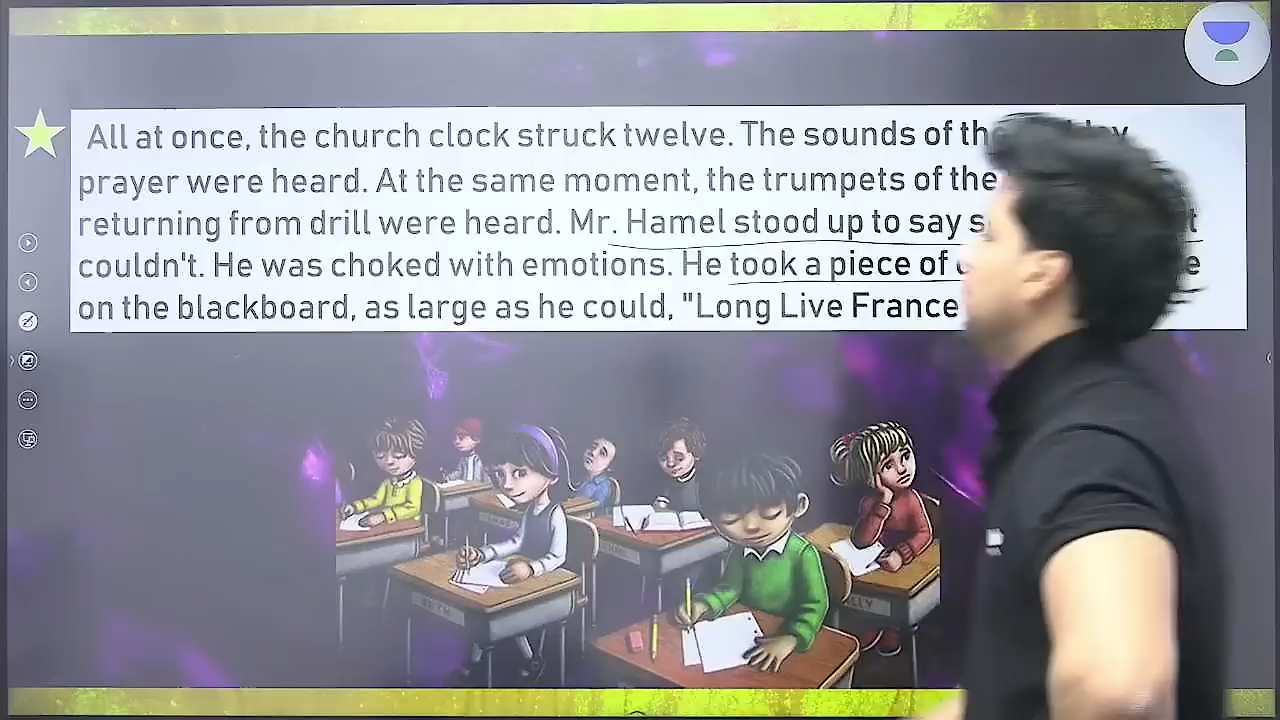 All at once, the church clock struck twelve. The sounds of
prayer were heard. At the same moment, the trumpets of the
returning from drill were heard. Mr. Hamel stood up to say
couldn't. He was choked with emotions. He took a piece of
on the blackboard, as large as he could, "Long Live France